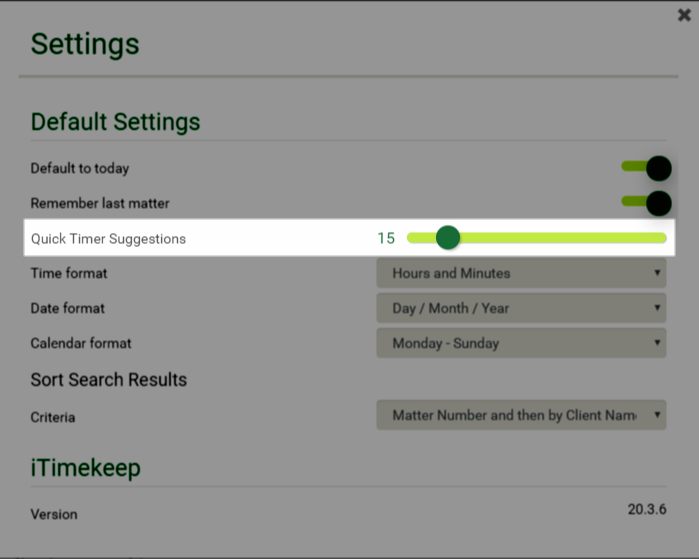 Settings
Default Settings
Default to today
Remember last matter
Quick Timer Suggestions 15
Time format Hours and Minutes
Date format Day / Month / Year
Calendar format Monday - Sunday
Sort Search Results
Criteria Matter Number and then by Client Nam
iTimekeep
Version 20.3.6